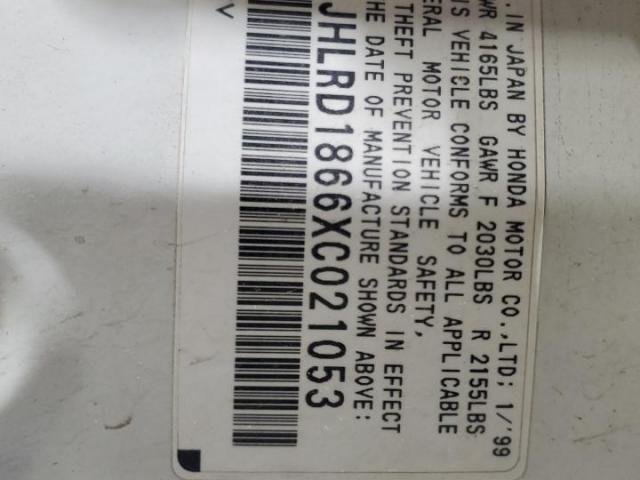 . IN JAPAN BY HONDA MOTOR CO.,LTD; 1/'99
WR 4165LBS GAWR F 2030LBS R 2155LBS
IS VEHICLE CONFORMS TO ALL APPLICABLE
ERAL MOTOR VEHICLE SAFETY,
THEFT PREVENTION STANDARDS IN EFFECT
HE DATE OF MANUFACTURE SHOWN ABOVE:
JHLRD1866XC021053
V